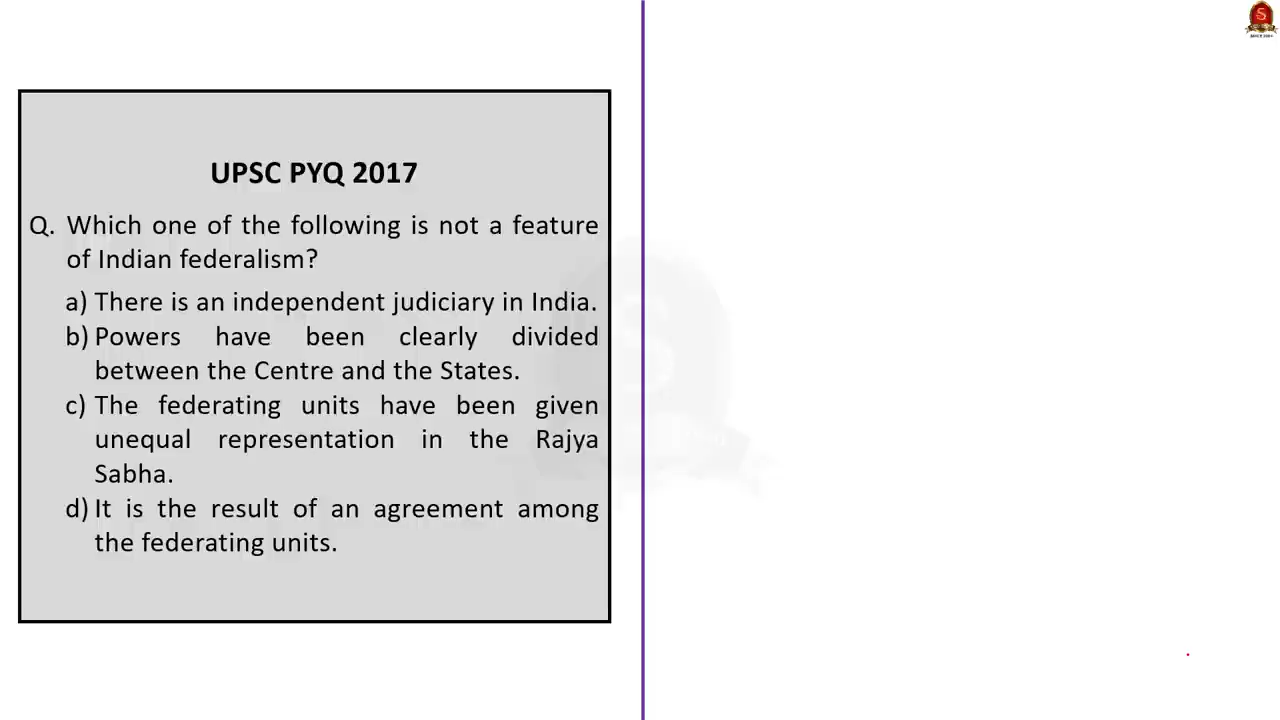 UPSC PYQ 2017
Q. Which one of the following is not a feature
of Indian federalism?
a) There is an independent judiciary in India.
b) Powers have been clearly divided
between the Centre and the States.
c) The federating units have been given
unequal representation in the Rajya
Sabha.
d) It is the result of an agreement among
the federating units.